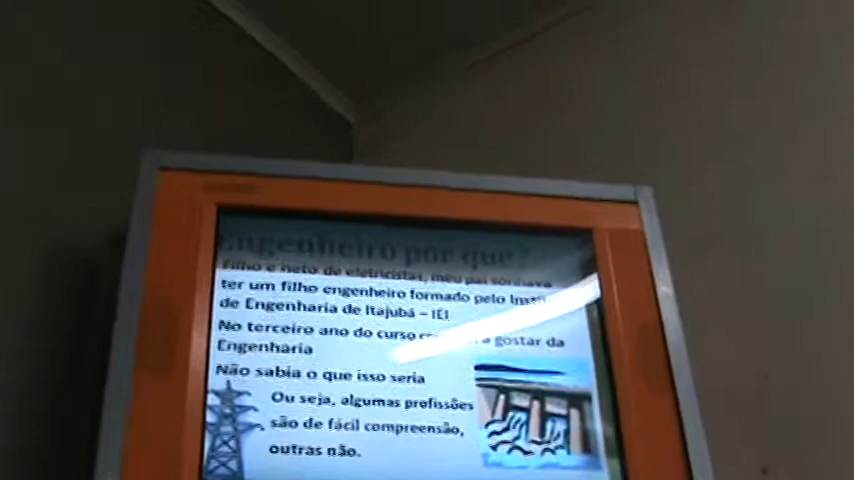 Engenheiro por que?
Filho e neto de eletricistas, meu pai sonhava
ter um filho engenheiro formado pelo
de Engenharia de Itajubá – IEI
No terceiro ano do curso a gostar da
Engenharia
Não sabia o que isso seria
Ou seja, algumas profissões
são de fácil compreensão,
outras não.